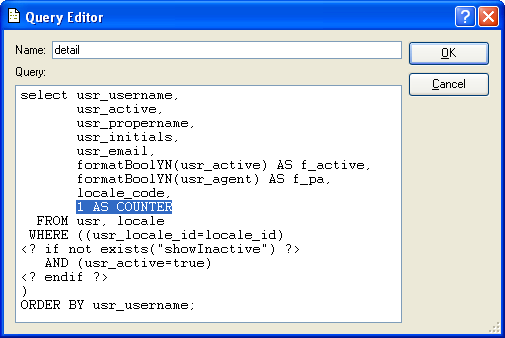 Query Editor
Name: detail
OK
Query:
Cancel
select usr_username,
usr_active,
usr_propername,
usr_initials,
usr_email,
formatBoolYN(usr_active) AS f_active,
formatBoolYN(usr_agent) AS f_pa,
locale_code,
1 AS COUNTER
FROM usr, locale
WHERE ((usr_locale_id=locale_id)
<? if not exists("showInactive") ?>
AND (usr_active=true)
<? endif ?>
)
ORDER BY usr_username;